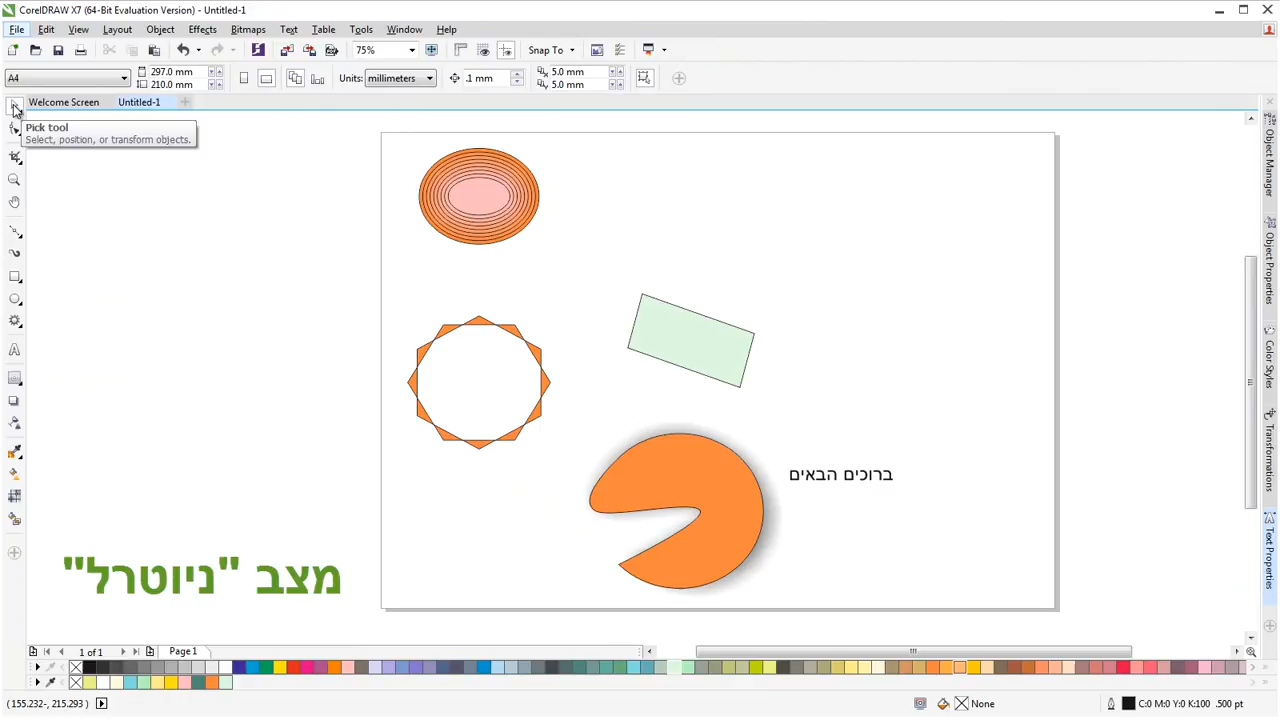 CorelDRAW X7 (64-Bit Evaluation Version) - Untitled-1
File Edit View Layout Object Effects Bitmaps Text Table Tools Window Help
75% Snap To
A4 297.0 mm 210.0 mm Units: millimeters .1 mm 5.0 mm 5.0 mm
Welcome Screen Untitled-1
Pick tool
Select, position, or transform objects.
Object Manager
Object Properties
Color Styles
Transformations
Text Properties
ברוכים הבאים
מצב "ניוטרל"
1 of 1 Page 1
(155.232-, 215.293 ) None C:0 M:0 Y:0 K:100 .500 pt